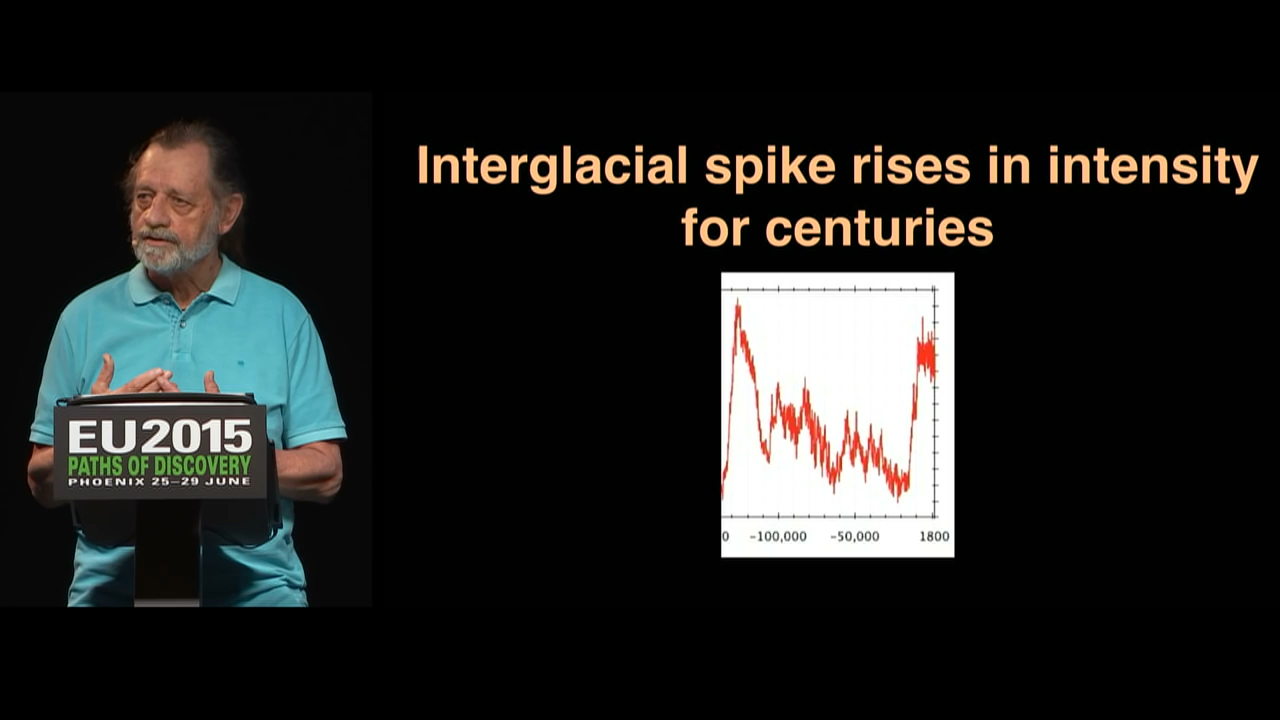 Interglacial spike rises in intensity
for centuries
EU2015
PATHS OF DISCOVERY
PHOENIX 25–29 JUNE
0 -100,000 -50,000 1800